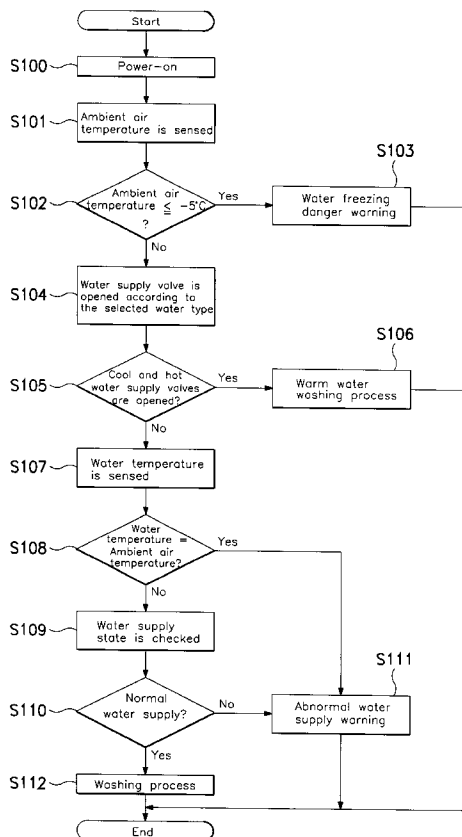 Start
S100
Power-on
S101
Ambient air
temperature is sensed
S102
Ambient air
temperature ≦ -5°C
?
Yes
No
S103
Water freezing
danger warning
S104
Water supply valve is
opened according to
the selected water type
S105
Cool and hot
water supply valves
are opened?
Yes
No
S106
Warm water
washing process
S107
Water temperature
is sensed
S108
Water
temperature =
Ambient air
temperature?
Yes
No
S109
Water supply
state is checked
S110
Normal
water supply?
No
Yes
S111
Abnormal water
supply warning
S112
Washing process
End